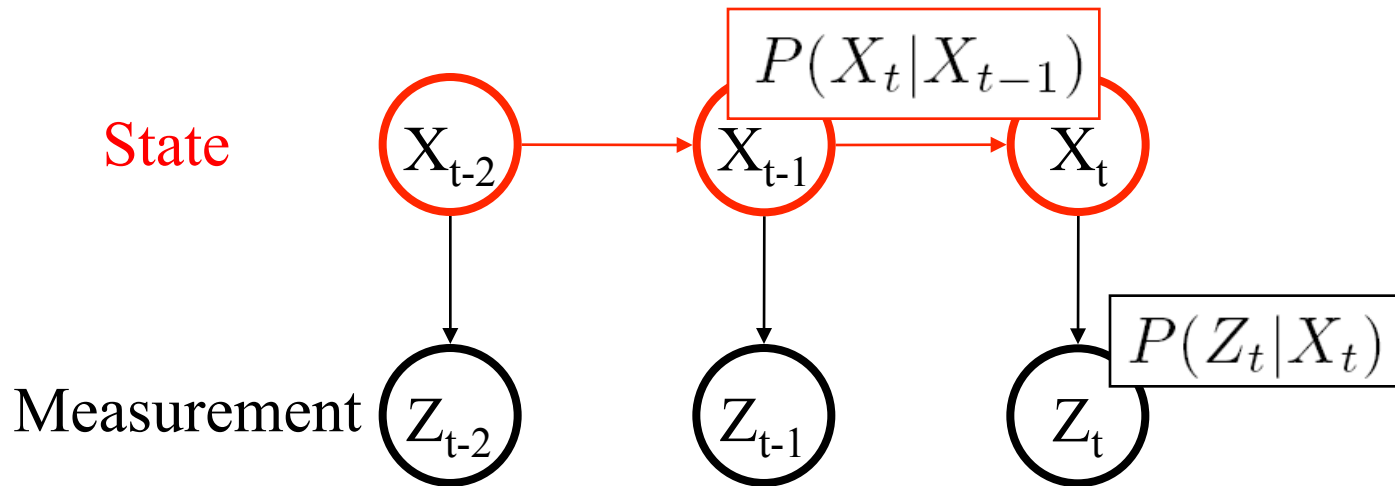 P(X_t|X_{t-1})
State
X_{t-2}
X_{t-1}
X_t
P(Z_t|X_t)
Measurement
Z_{t-2}
Z_{t-1}
Z_t